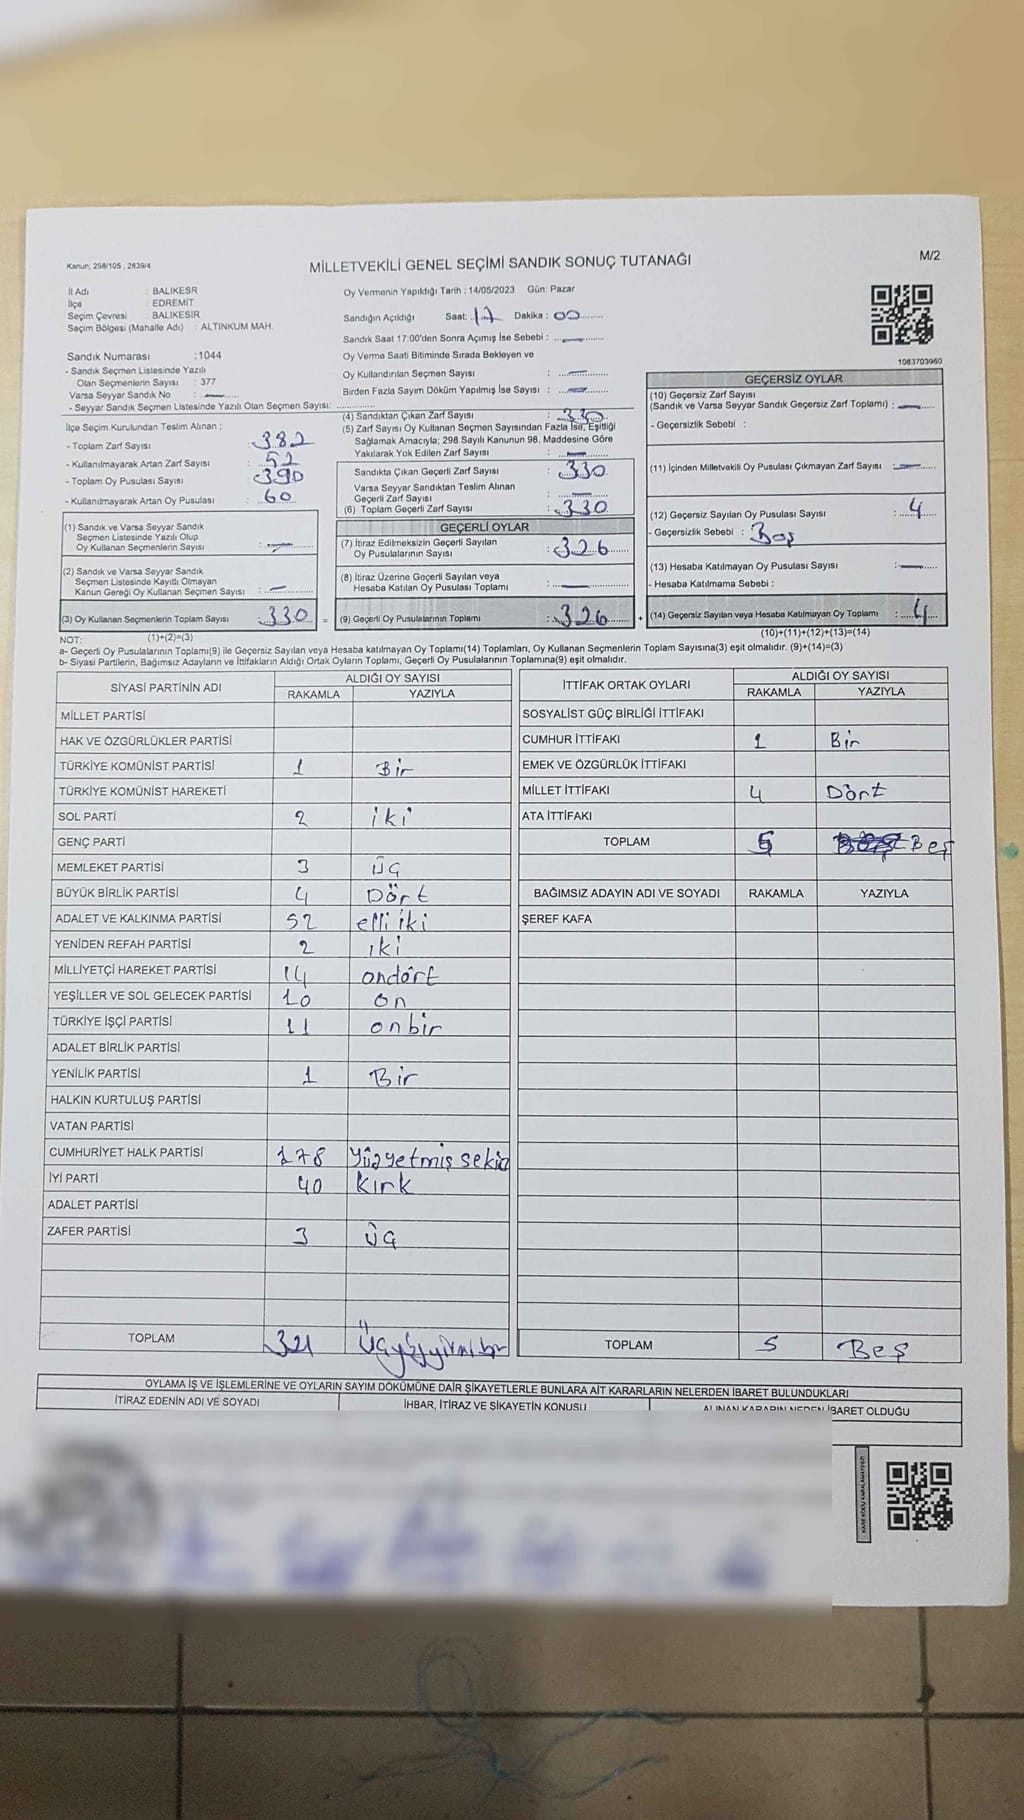 Kanun; 298/105 , 2839/4
MİLLETVEKİLİ GENEL SEÇİMİ SANDIK SONUÇ TUTANAĞI
M/2
İl Adı : BALIKESİR
İlçe : EDREMİT
Seçim Çevresi : BALIKESİR
Seçim Bölgesi (Mahalle Adı) : ALTINKUM MAH.
Oy Vermenin Yapıldığı Tarih : 14/05/2023 Gün: Pazar
Sandığın Açıldığı Saat: 17 Dakika : 00
Sandık Saat 17:00'den Sonra Açımış İse Sebebi : —
Oy Verme Saati Bitiminde Sırada Bekleyen ve
Oy Kullandırılan Seçmen Sayısı : —
Birden Fazla Sayım Döküm Yapılmış İse Sayısı : —
1083703960
Sandık Numarası :1044
- Sandık Seçmen Listesinde Yazılı
Olan Seçmenlerin Sayısı : 377
Varsa Seyyar Sandık No : —
- Seyyar Sandık Seçmen Listesinde Yazılı Olan Seçmen Sayısı:
İlçe Seçim Kurulundan Teslim Alınan ;
- Toplam Zarf Sayısı : 382
- Kullanılmayarak Artan Zarf Sayısı : 52
- Toplam Oy Pusulası Sayısı : 390
- Kullanılmayarak Artan Oy Pusulası : 60
(1) Sandık ve Varsa Seyyar Sandık
Seçmen Listesinde Yazılı Olup
Oy Kullanan Seçmenlerin Sayısı : —
(2) Sandık ve Varsa Seyyar Sandık
Seçmen Listesinde Kayıtlı Olmayan
Kanun Gereği Oy Kullanan Seçmen Sayısı : —
(3) Oy Kullanan Seçmenlerin Toplam Sayısı : 330 =
(4) Sandıktan Çıkan Zarf Sayısı : 330
(5) Zarf Sayısı Oy Kullanan Seçmen Sayısından Fazla İse, Eşitliği
Sağlamak Amacıyla; 298 Sayılı Kanunun 98. Maddesine Göre
Yakılarak Yok Edilen Zarf Sayısı : —
Sandıkta Çıkan Geçerli Zarf Sayısı : 330
Varsa Seyyar Sandıktan Teslim Alınan
Geçerli Zarf Sayısı : —
(6) Toplam Geçerli Zarf Sayısı : 330
GEÇERLİ OYLAR
(7) İtiraz Edilmeksizin Geçerli Sayılan
Oy Pusulalarının Sayısı : 326
(8) İtiraz Üzerine Geçerli Sayılan veya
Hesaba Katılan Oy Pusulası Toplamı : —
(9) Geçerli Oy Pusulalarının Toplamı : 326 +
GEÇERSİZ OYLAR
(10) Geçersiz Zarf Sayısı
(Sandık ve Varsa Seyyar Sandık Geçersiz Zarf Toplamı) : —
- Geçersizlik Sebebi :
(11) İçinden Milletvekili Oy Pusulası Çıkmayan Zarf Sayısı : —
(12) Geçersiz Sayılan Oy Pusulası Sayısı : 4
- Geçersizlik Sebebi : Boş
(13) Hesaba Katılmayan Oy Pusulası Sayısı : —
- Hesaba Katılmama Sebebi :
(14) Geçersiz Sayılan veya Hesaba Katılmayan Oy Toplamı : 4
NOT: (1)+(2)=(3)
(10)+(11)+(12)+(13)=(14)
a- Geçerli Oy Pusulalarının Toplamı(9) ile Geçersiz Sayılan veya Hesaba katılmayan Oy Toplamı(14) Toplamları, Oy Kullanan Seçmenlerin Toplam Sayısına(3) eşit olmalıdır. (9)+(14)=(3)
b- Siyasi Partilerin, Bağımsız Adayların ve İttifakların Aldığı Ortak Oyların Toplamı, Geçerli Oy Pusulalarının Toplamına(9) eşit olmalıdır.
SİYASİ PARTİNİN ADI ALDIĞI OY SAYISI
RAKAMLA YAZIYLA
MİLLET PARTİSİ
HAK VE ÖZGÜRLÜKLER PARTİSİ
TÜRKİYE KOMÜNİST PARTİSİ 1 Bir
TÜRKİYE KOMÜNİST HAREKETİ
SOL PARTİ 2 iki
GENÇ PARTİ
MEMLEKET PARTİSİ 3 üç
BÜYÜK BİRLİK PARTİSİ 4 Dört
ADALET VE KALKINMA PARTİSİ 52 elli iki
YENİDEN REFAH PARTİSİ 2 iki
MİLLİYETÇİ HAREKET PARTİSİ 14 ondört
YEŞİLLER VE SOL GELECEK PARTİSİ 10 on
TÜRKİYE İŞÇİ PARTİSİ 11 onbir
ADALET BİRLİK PARTİSİ
YENİLİK PARTİSİ 1 Bir
HALKIN KURTULUŞ PARTİSİ
VATAN PARTİSİ
CUMHURİYET HALK PARTİSİ 178 Yüzyetmiş sekiz
İYİ PARTİ 40 Kırk
ADALET PARTİSİ
ZAFER PARTİSİ 3 üç
TOPLAM 321 Üçyüzyirmi bir
İTTİFAK ORTAK OYLARI ALDIĞI OY SAYISI
RAKAMLA YAZIYLA
SOSYALİST GÜÇ BİRLİĞİ İTTİFAKI
CUMHUR İTTİFAKI 1 Bir
EMEK VE ÖZGÜRLÜK İTTİFAKI
MİLLET İTTİFAKI 4 Dört
ATA İTTİFAKI
TOPLAM 5 Beş
BAĞIMSIZ ADAYIN ADI VE SOYADI RAKAMLA YAZIYLA
ŞEREF KAFA
TOPLAM 5 Beş
OYLAMA İŞ VE İŞLEMLERİNE VE OYLARIN SAYIM DÖKÜMÜNE DAİR ŞİKAYETLERLE BUNLARA AİT KARARLARIN NELERDEN İBARET BULUNDUKLARI
İTİRAZ EDENİN ADI VE SOYADI İHBAR, İTİRAZ VE ŞİKAYETİN KONUSU ALINAN KARARIN NEDEN İBARET OLDUĞU
KARE KODU KARALAMAYINIZ!